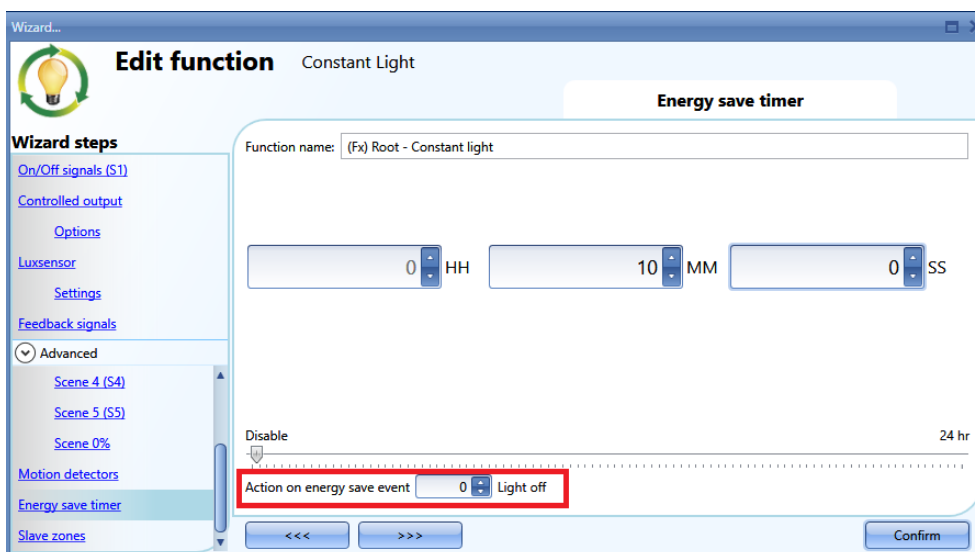 Wizard...
Edit function Constant Light
Energy save timer
Wizard steps
On/Off signals (S1)
Controlled output
Options
Luxsensor
Settings
Feedback signals
Advanced
Scene 4 (S4)
Scene 5 (S5)
Scene 0%
Motion detectors
Energy save timer
Slave zones
Function name: (Fx) Root - Constant light
0 HH 10 MM 0 SS
Disable 24 hr
Action on energy save event 0 Light off
<<< >>> Confirm